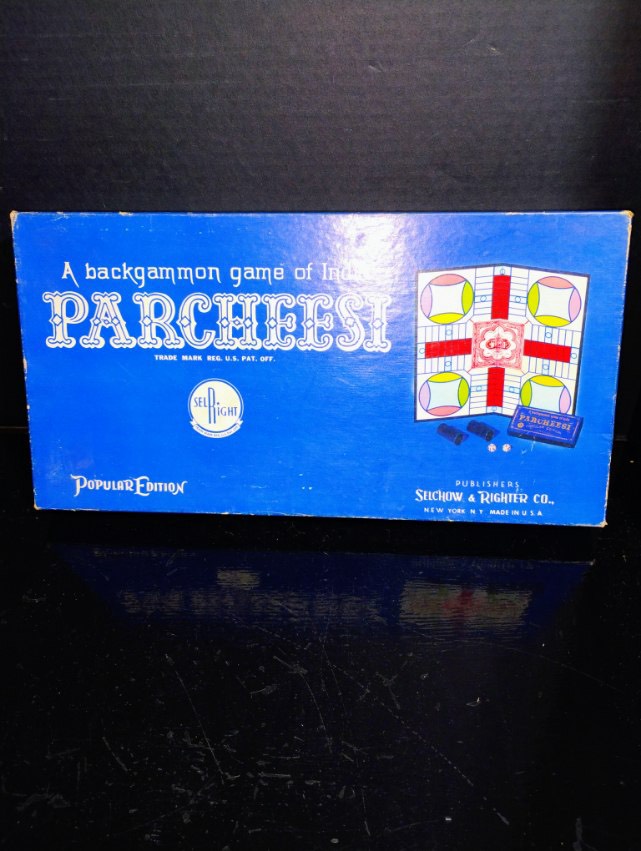 A backgammon game of India
PARCHEESI
TRADE MARK REG. U.S. PAT. OFF.
SELRIGHT
POPULAR EDITION
PARCHEESI
PUBLISHERS
SELCHOW & RIGHTER CO.,
NEW YORK N Y MADE IN U S A